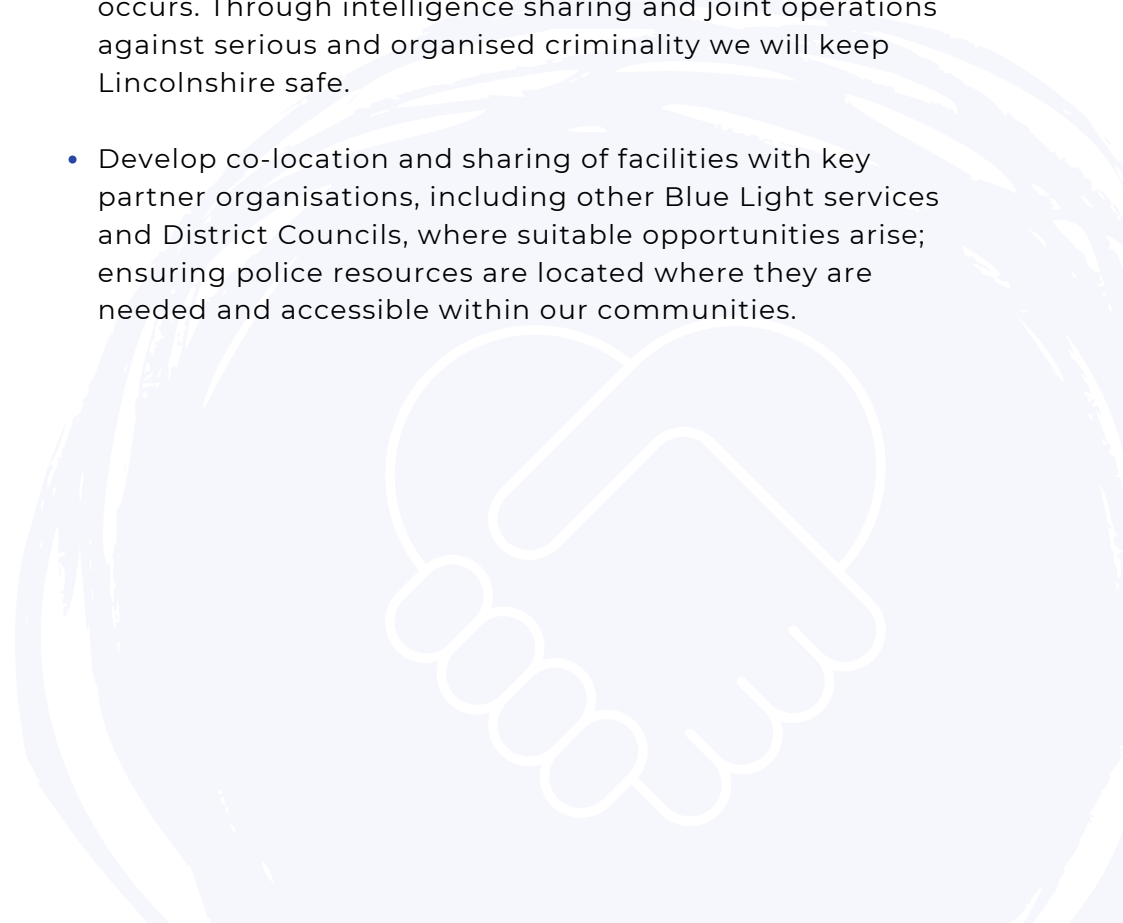 occurs. Through intelligence sharing and joint operations
against serious and organised criminality we will keep
Lincolnshire safe.
• Develop co-location and sharing of facilities with key
partner organisations, including other Blue Light services
and District Councils, where suitable opportunities arise;
ensuring police resources are located where they are
needed and accessible within our communities.